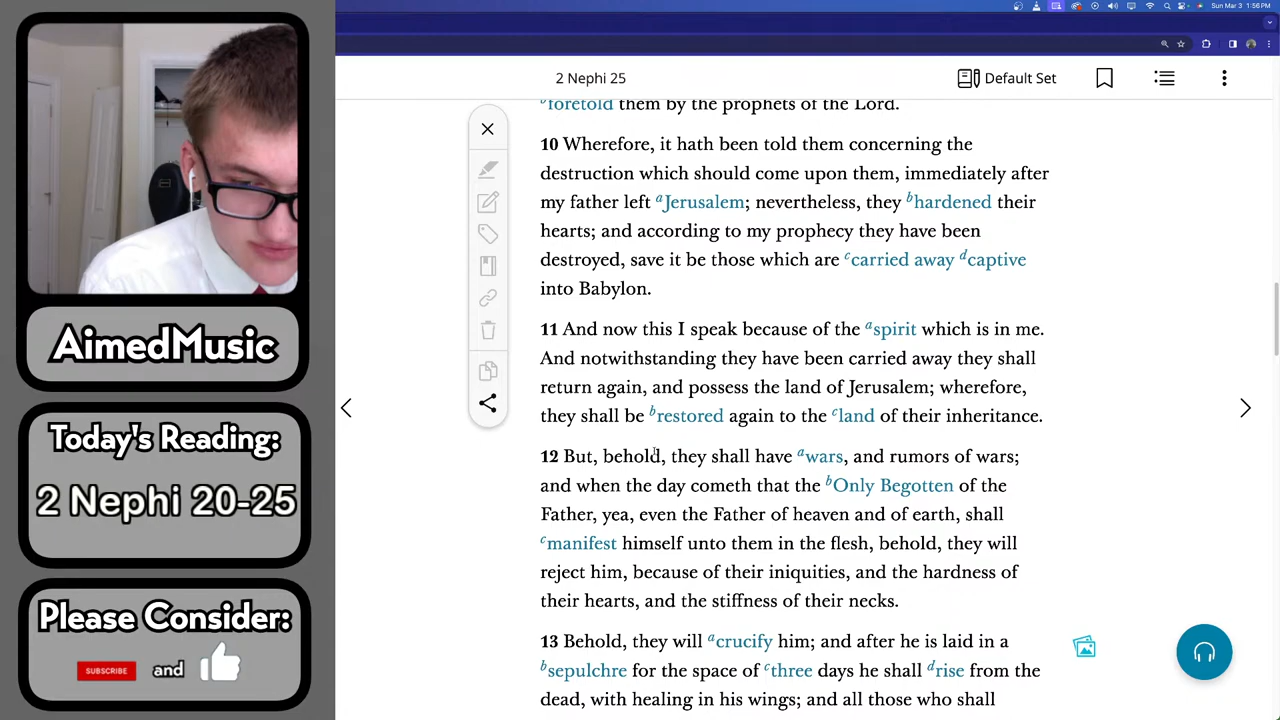 AimedMusic
Today's Reading:
2 Nephi 20-25
Please Consider:
SUBSCRIBE and
Sun Mar 3 1:56 PM
2 Nephi 25
Default Set
b foretold them by the prophets of the Lord.
10 Wherefore, it hath been told them concerning the
destruction which should come upon them, immediately after
my father left a Jerusalem; nevertheless, they b hardened their
hearts; and according to my prophecy they have been
destroyed, save it be those which are c carried away d captive
into Babylon.
11 And now this I speak because of the a spirit which is in me.
And notwithstanding they have been carried away they shall
return again, and possess the land of Jerusalem; wherefore,
they shall be b restored again to the c land of their inheritance.
12 But, behold, they shall have a wars, and rumors of wars;
and when the day cometh that the b Only Begotten of the
Father, yea, even the Father of heaven and of earth, shall
c manifest himself unto them in the flesh, behold, they will
reject him, because of their iniquities, and the hardness of
their hearts, and the stiffness of their necks.
13 Behold, they will a crucify him; and after he is laid in a
b sepulchre for the space of c three days he shall d rise from the
dead, with healing in his wings; and all those who shall